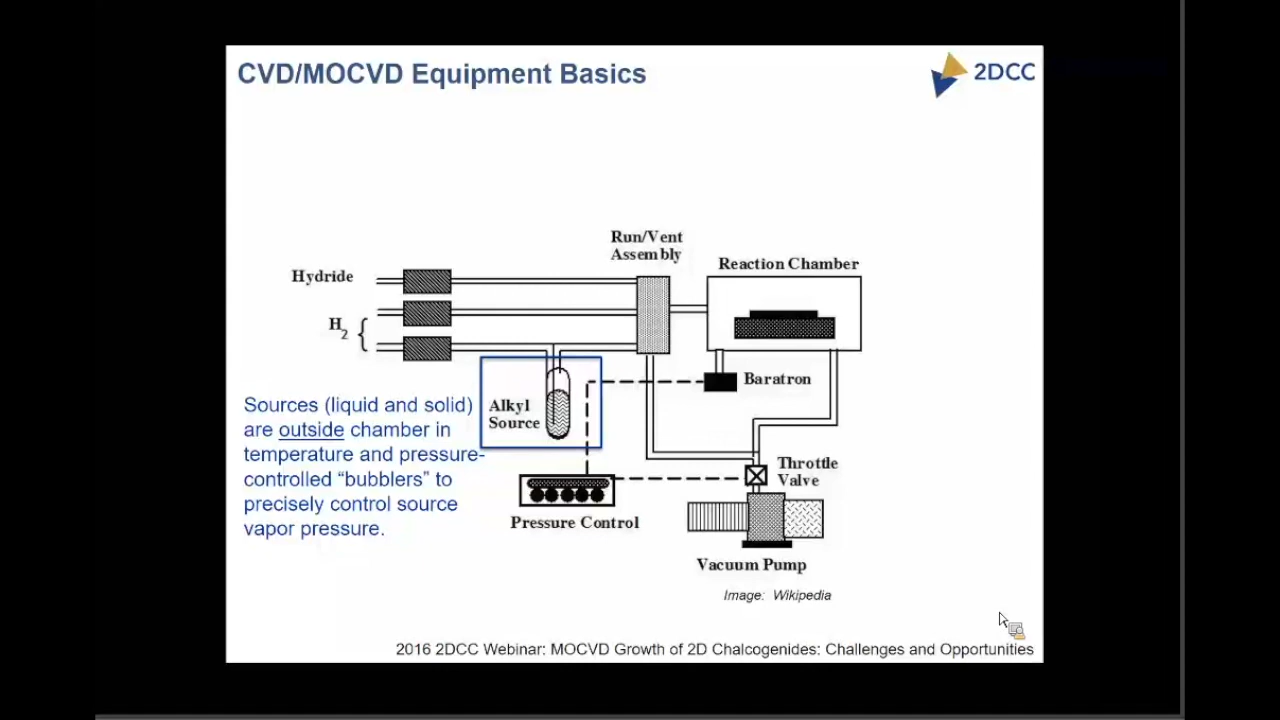 CVD/MOCVD Equipment Basics
2DCC
Run/Vent
Assembly
Reaction Chamber
Hydride
H2
Baratron
Alkyl
Source
Sources (liquid and solid)
are outside chamber in
temperature and pressure-
controlled “bubblers” to
precisely control source
vapor pressure.
Throttle
Valve
Pressure Control
Vacuum Pump
Image: Wikipedia
2016 2DCC Webinar: MOCVD Growth of 2D Chalcogenides: Challenges and Opportunities